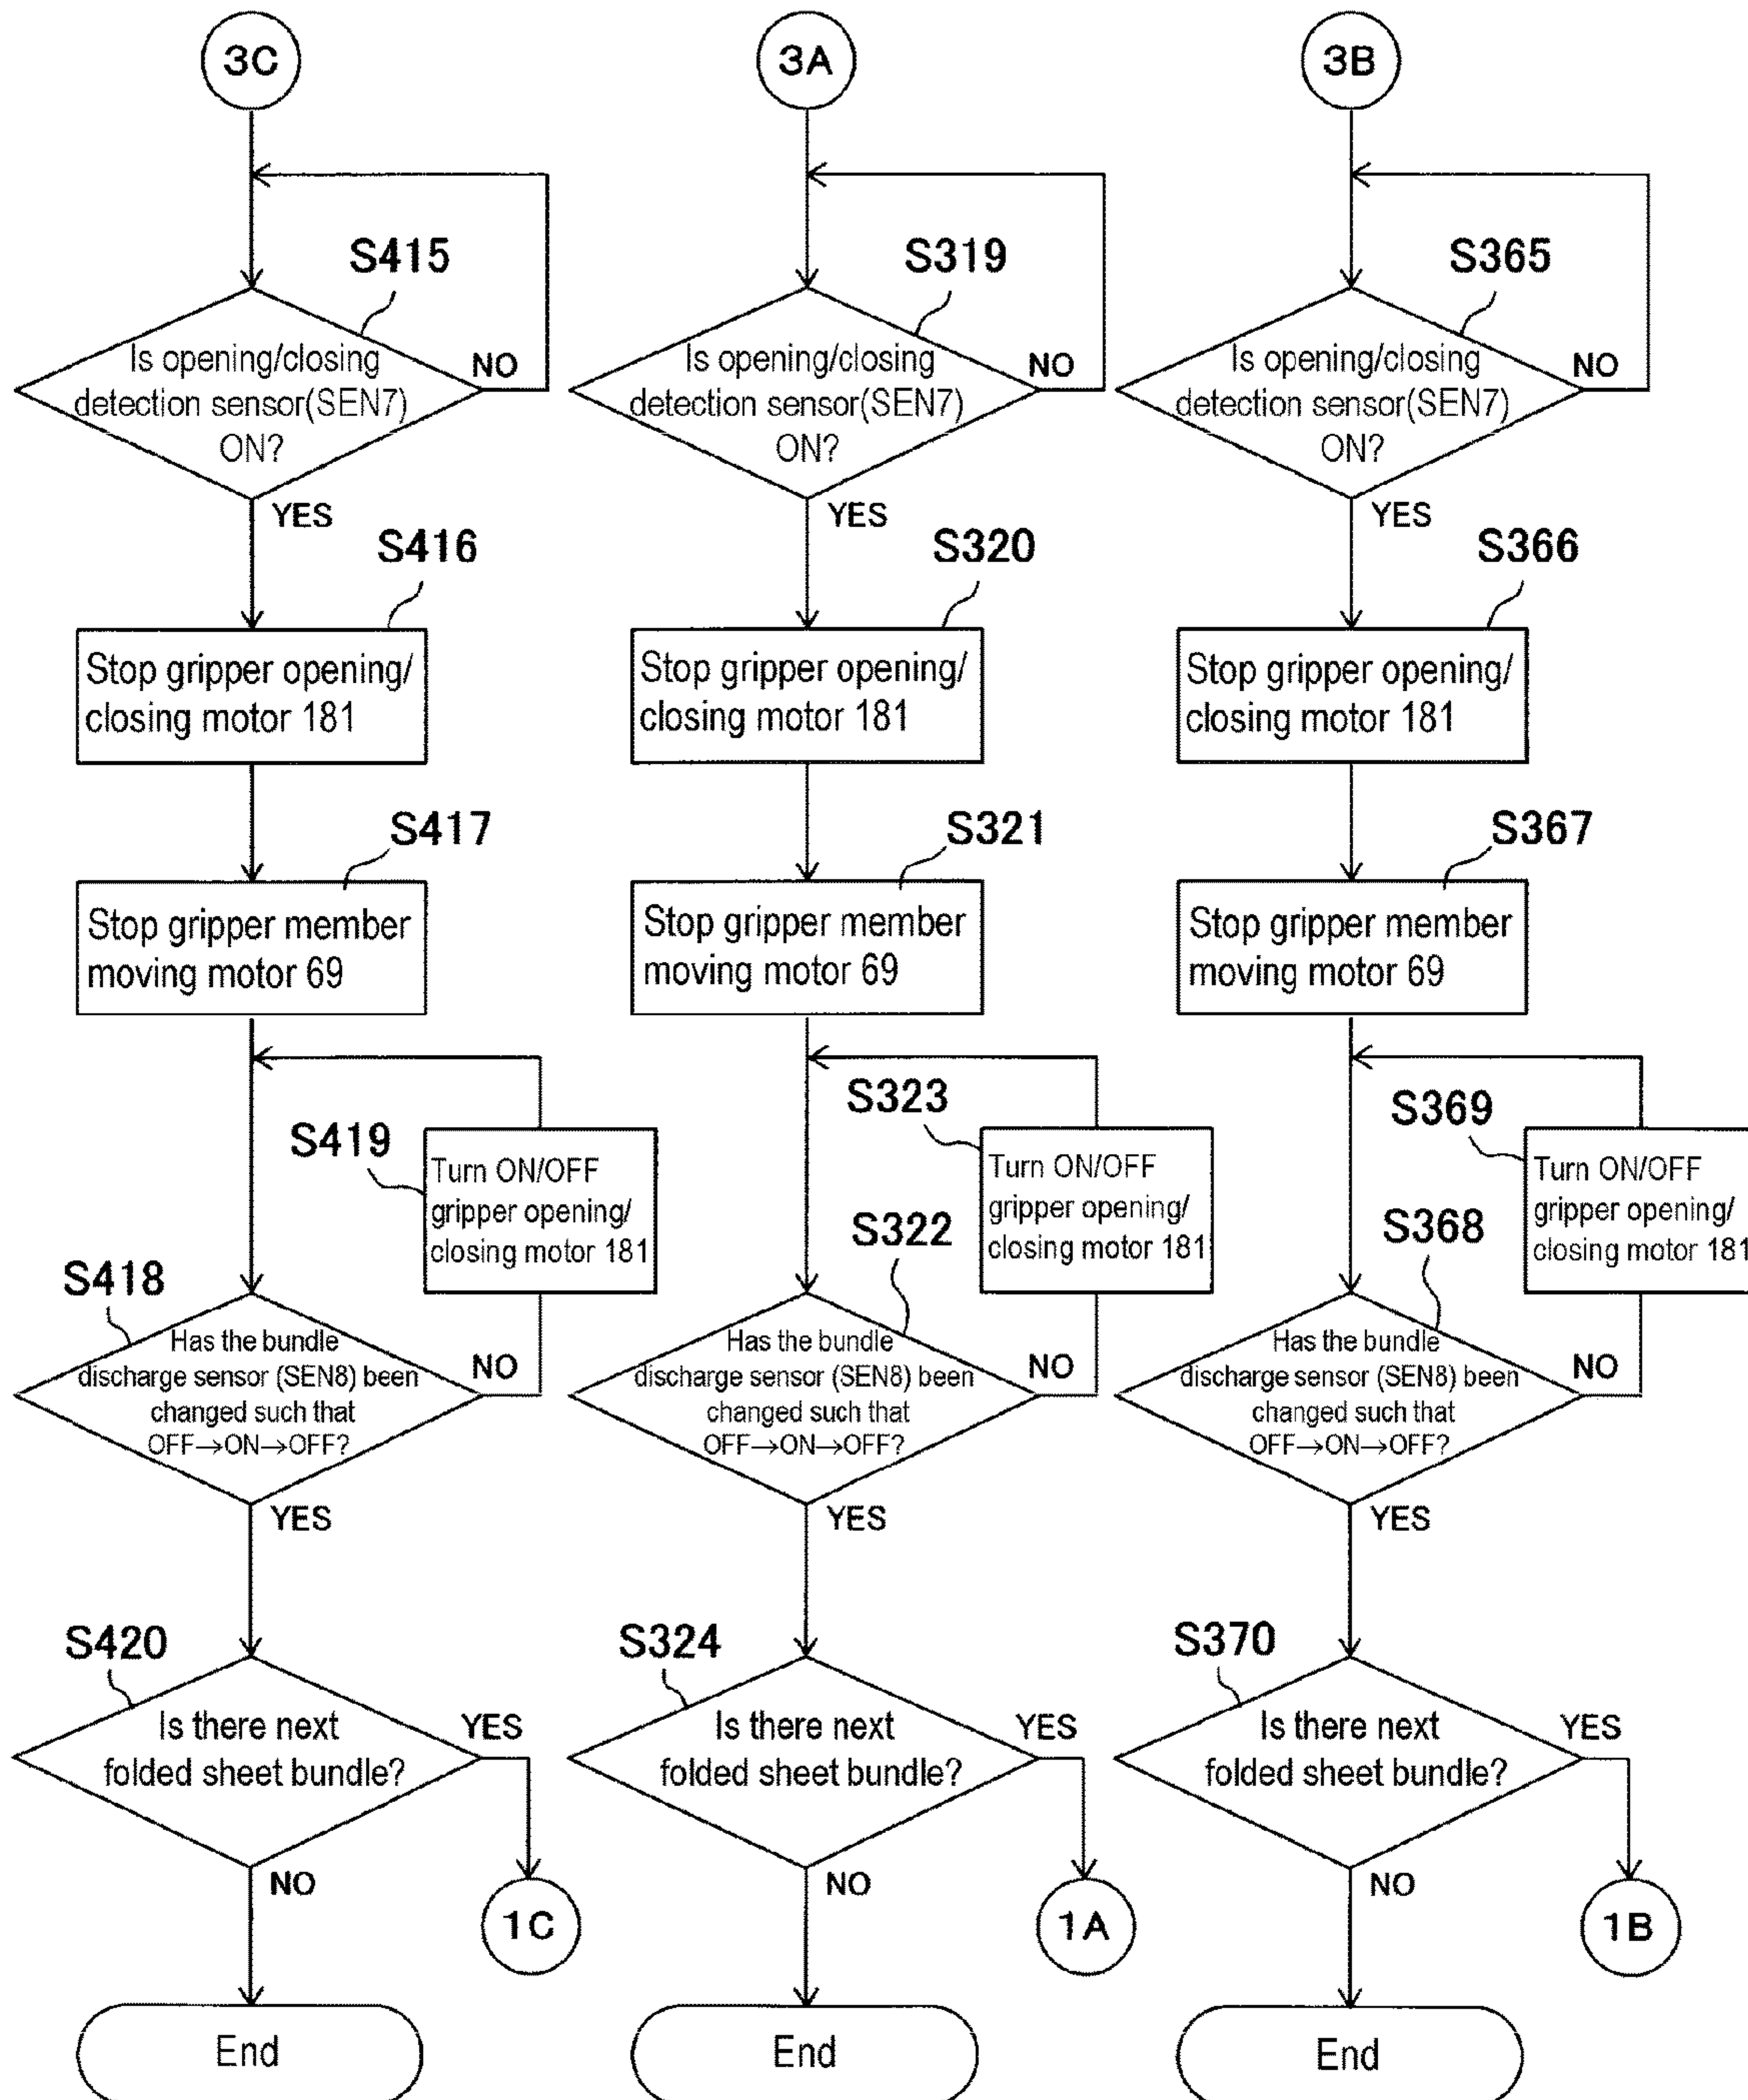 3C
S415
Is opening/closing
detection sensor(SEN7)
ON?
NO
YES
S416
Stop gripper opening/
closing motor 181
S417
Stop gripper member
moving motor 69
S419
Turn ON/OFF
gripper opening/
closing motor 181
S418
Has the bundle
discharge sensor (SEN8) been
changed such that
OFF→ON→OFF?
NO
YES
S420
Is there next
folded sheet bundle?
YES
NO
1C
End
3A
S319
Is opening/closing
detection sensor(SEN7)
ON?
NO
YES
S320
Stop gripper opening/
closing motor 181
S321
Stop gripper member
moving motor 69
S323
Turn ON/OFF
gripper opening/
closing motor 181
S322
Has the bundle
discharge sensor (SEN8) been
changed such that
OFF→ON→OFF?
NO
YES
S324
Is there next
folded sheet bundle?
YES
NO
1A
End
3B
S365
Is opening/closing
detection sensor(SEN7)
ON?
NO
YES
S366
Stop gripper opening/
closing motor 181
S367
Stop gripper member
moving motor 69
S369
Turn ON/OFF
gripper opening/
closing motor 181
S368
Has the bundle
discharge sensor (SEN8) been
changed such that
OFF→ON→OFF?
NO
YES
S370
Is there next
folded sheet bundle?
YES
NO
1B
End